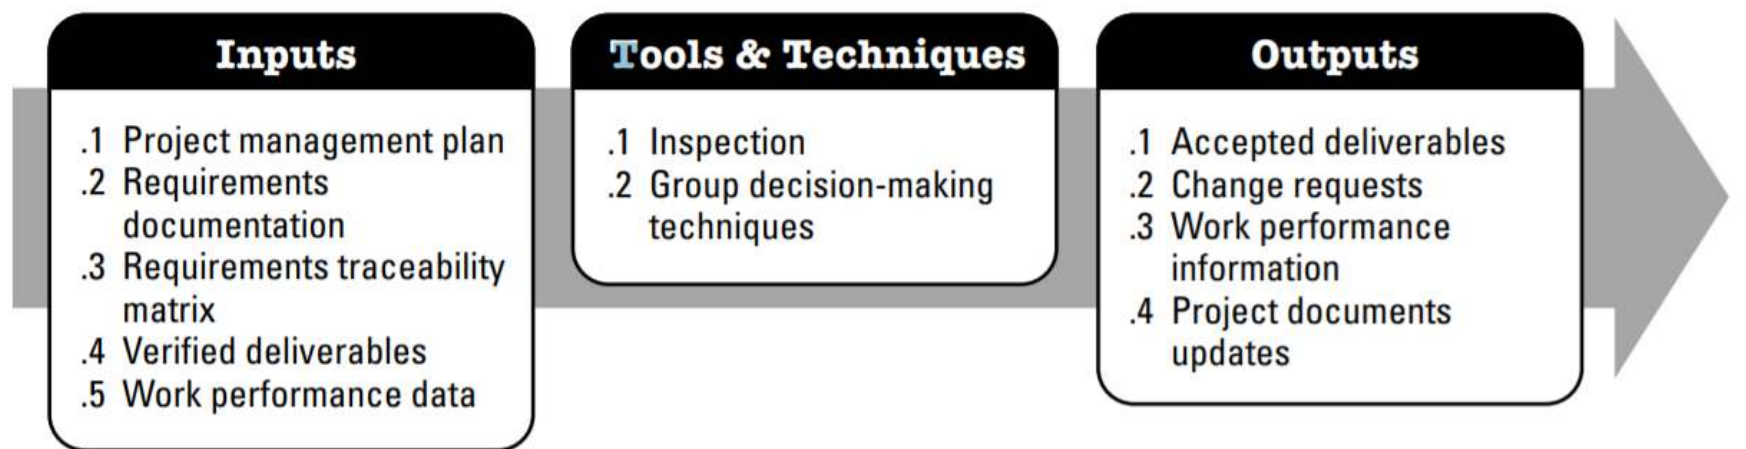 Inputs
.1 Project management plan
.2 Requirements
documentation
.3 Requirements traceability
matrix
.4 Verified deliverables
.5 Work performance data
Tools & Techniques
.1 Inspection
.2 Group decision-making
techniques
Outputs
.1 Accepted deliverables
.2 Change requests
.3 Work performance
information
.4 Project documents
updates